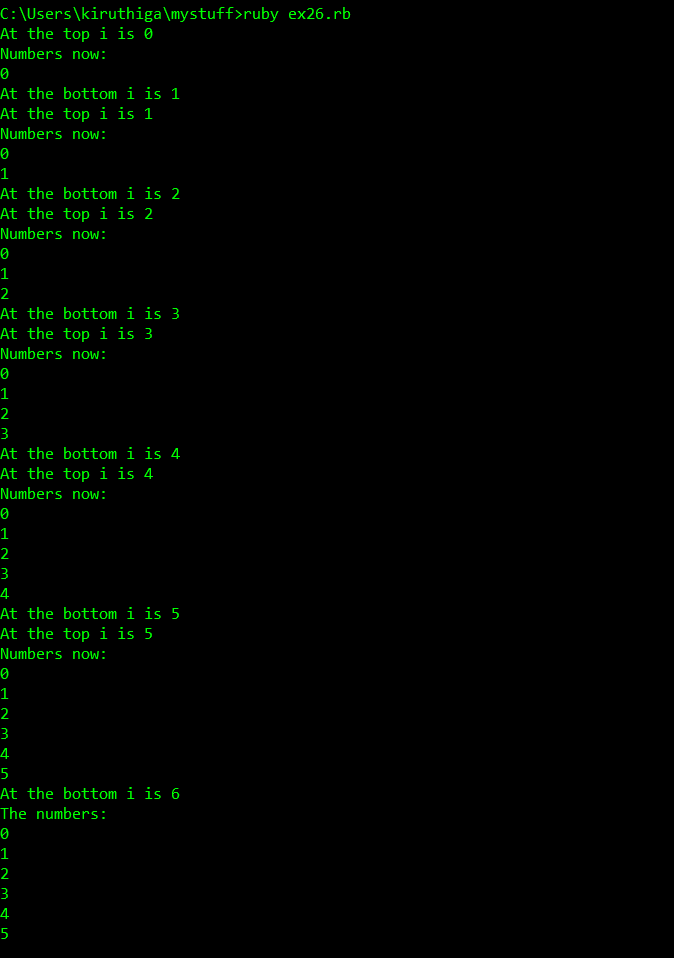 C:\Users\kiruthiga\mystuff>ruby ex26.rb
At the top i is 0
Numbers now:
0
At the bottom i is 1
At the top i is 1
Numbers now:
0
1
At the bottom i is 2
At the top i is 2
Numbers now:
0
1
2
At the bottom i is 3
At the top i is 3
Numbers now:
0
1
2
3
At the bottom i is 4
At the top i is 4
Numbers now:
0
1
2
3
4
At the bottom i is 5
At the top i is 5
Numbers now:
0
1
2
3
4
5
At the bottom i is 6
The numbers:
0
1
2
3
4
5